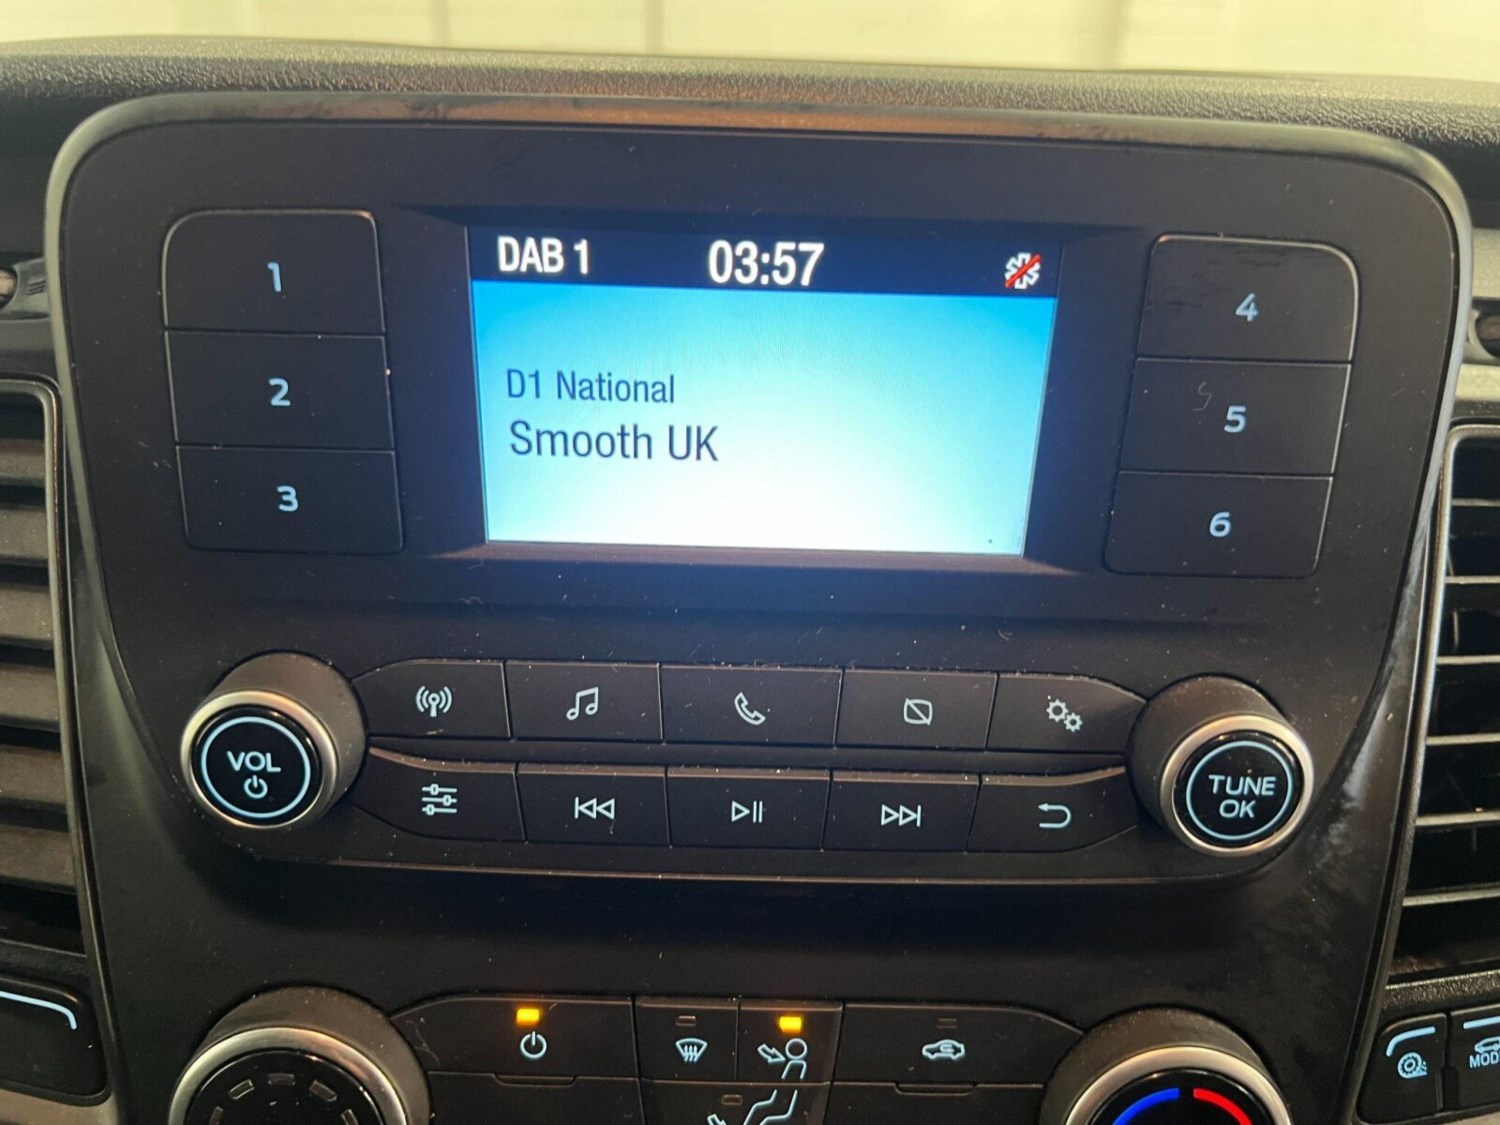 DAB 1 03:57
D1 National
Smooth UK
1
2
3
4
5
6
VOL
TUNE
OK